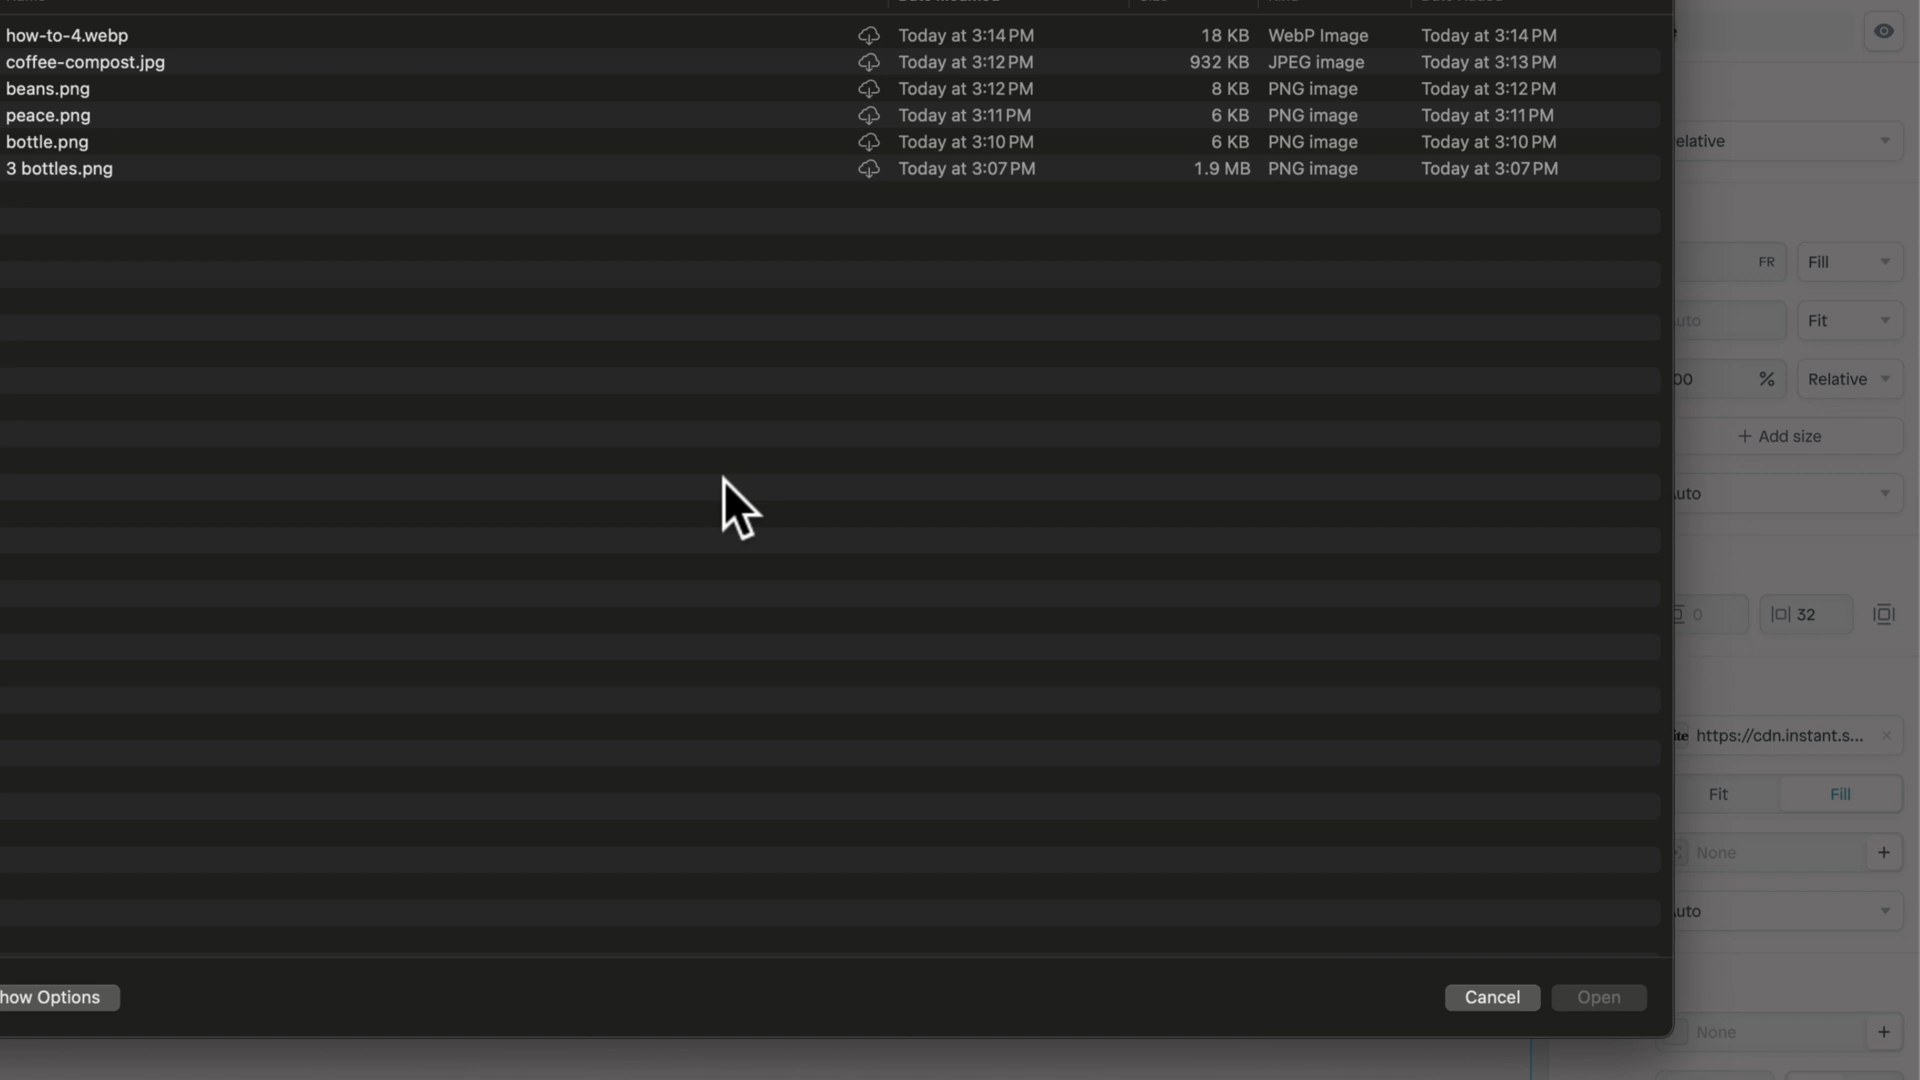 how-to-4.webp Today at 3:14 PM 18 KB WebP Image Today at 3:14 PM
coffee-compost.jpg Today at 3:12 PM 932 KB JPEG image Today at 3:13 PM
beans.png Today at 3:12 PM 8 KB PNG image Today at 3:12 PM
peace.png Today at 3:11 PM 6 KB PNG image Today at 3:11 PM
bottle.png Today at 3:10 PM 6 KB PNG image Today at 3:10 PM
3 bottles.png Today at 3:07 PM 1.9 MB PNG image Today at 3:07 PM
how Options
Cancel Open
elative
FR Fill
uto Fit
00 % Relative
+ Add size
uto
0 32
ite https://cdn.instant.s...
Fit Fill
None +
uto
None +